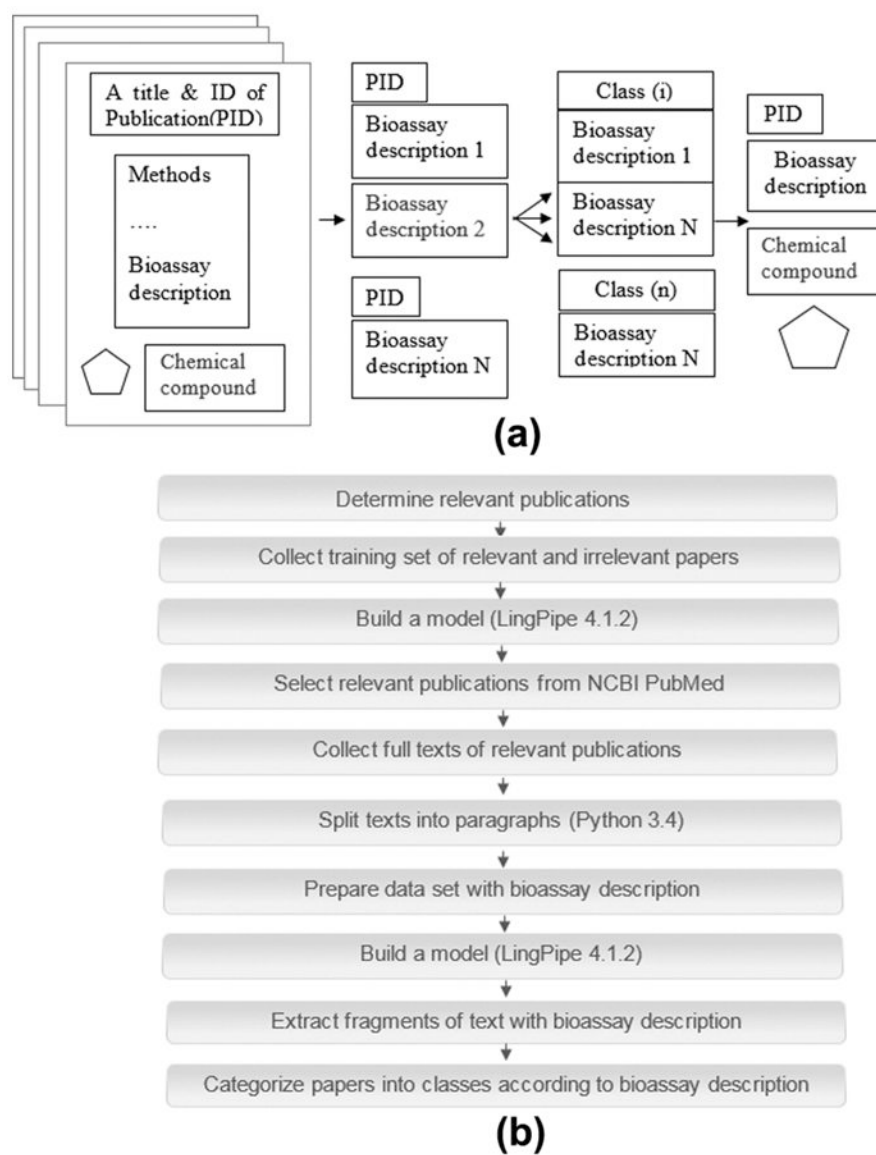 A title & ID of
Publication(PID)
Methods
....
Bioassay
description
Chemical
compound
PID
Bioassay
description 1
Bioassay
description 2
PID
Bioassay
description N
Class (i)
Bioassay
description 1
Bioassay
description N
Class (n)
Bioassay
description N
PID
Bioassay
description
Chemical
compound
(a)
Determine relevant publications
Collect training set of relevant and irrelevant papers
Build a model (LingPipe 4.1.2)
Select relevant publications from NCBI PubMed
Collect full texts of relevant publications
Split texts into paragraphs (Python 3.4)
Prepare data set with bioassay description
Build a model (LingPipe 4.1.2)
Extract fragments of text with bioassay description
Categorize papers into classes according to bioassay description
(b)